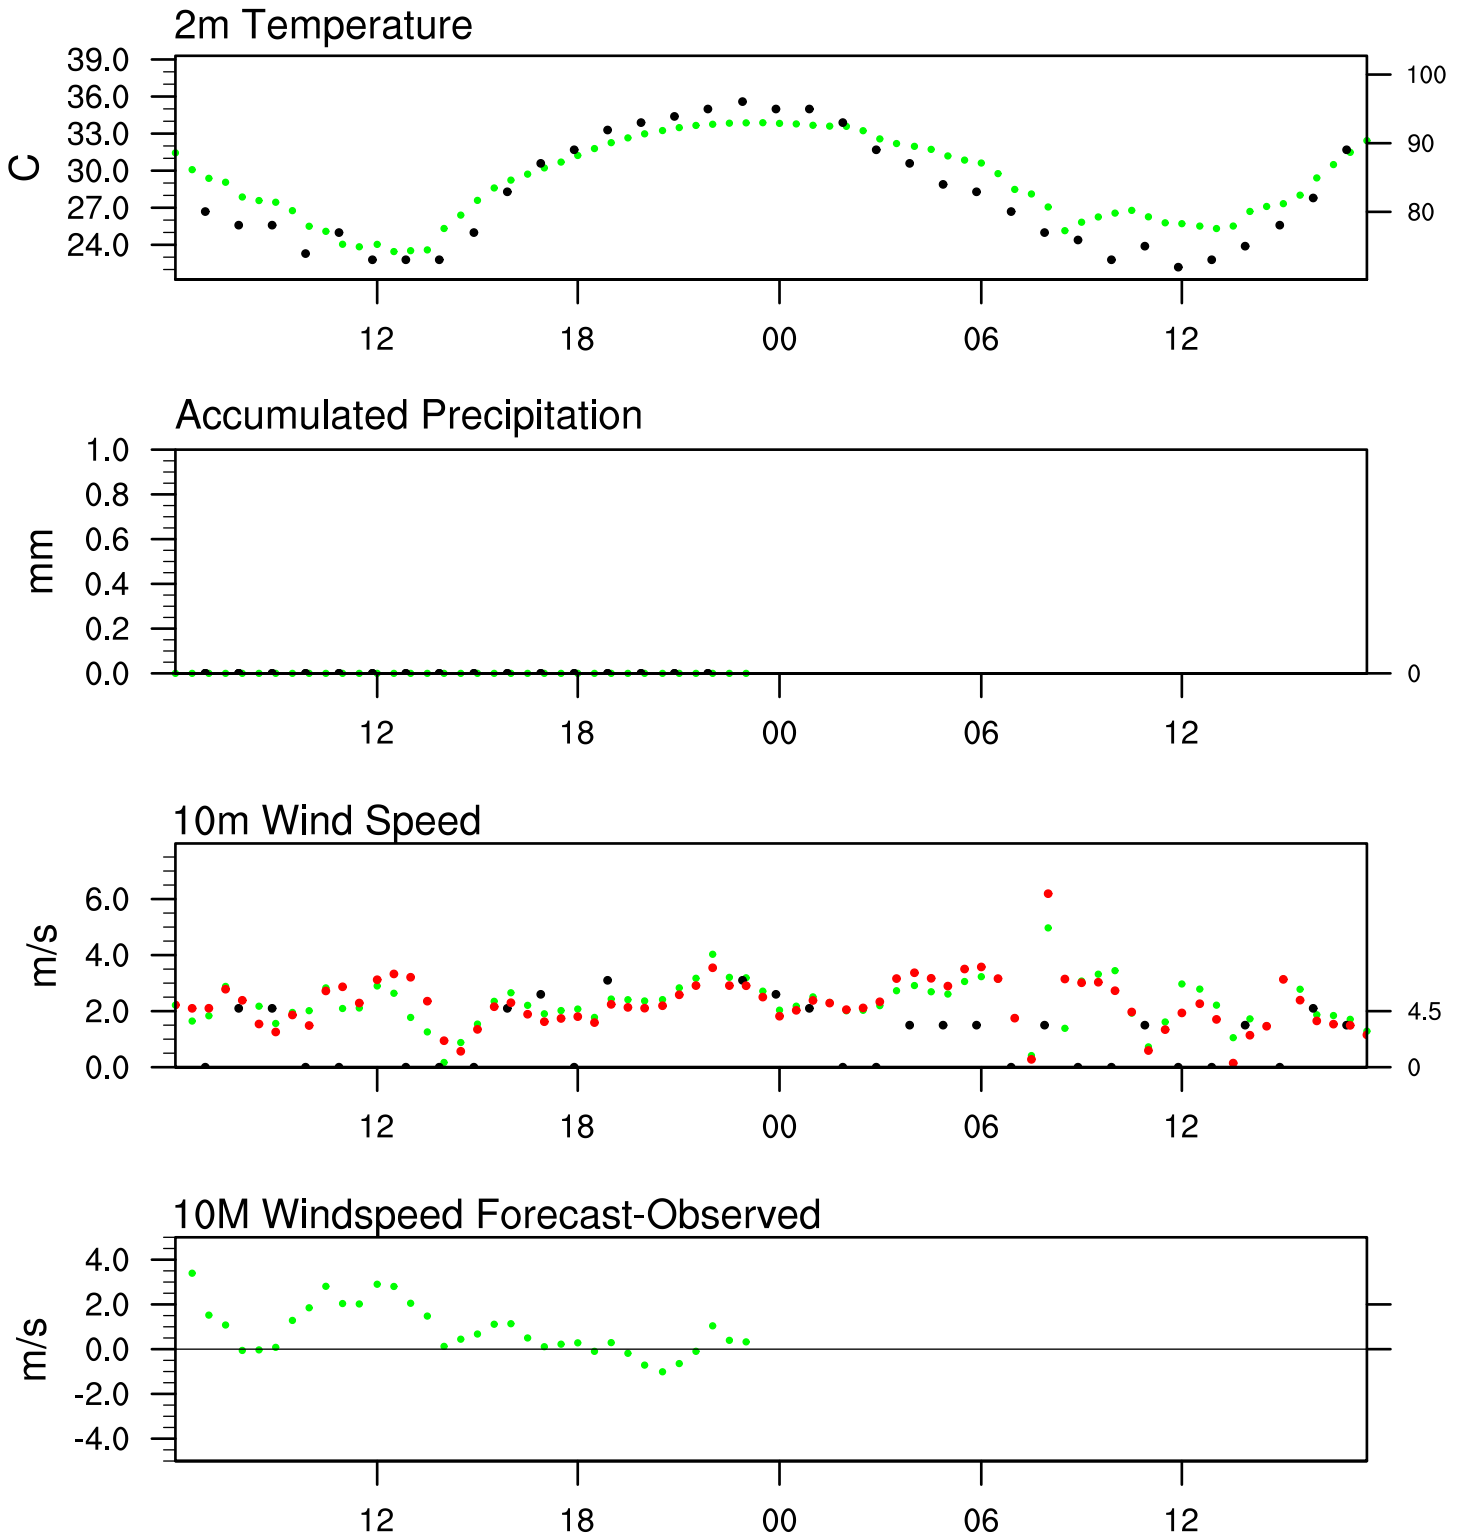 2m Temperature
39.0
36.0
33.0
30.0
27.0
24.0
C
100
90
80
12 18 00 06 12
Accumulated Precipitation
1.0
0.8
0.6
0.4
0.2
0.0
mm
0
12 18 00 06 12
10m Wind Speed
6.0
4.0
2.0
0.0
m/s
4.5
0
12 18 00 06 12
10M Windspeed Forecast-Observed
4.0
2.0
0.0
-2.0
-4.0
m/s
12 18 00 06 12